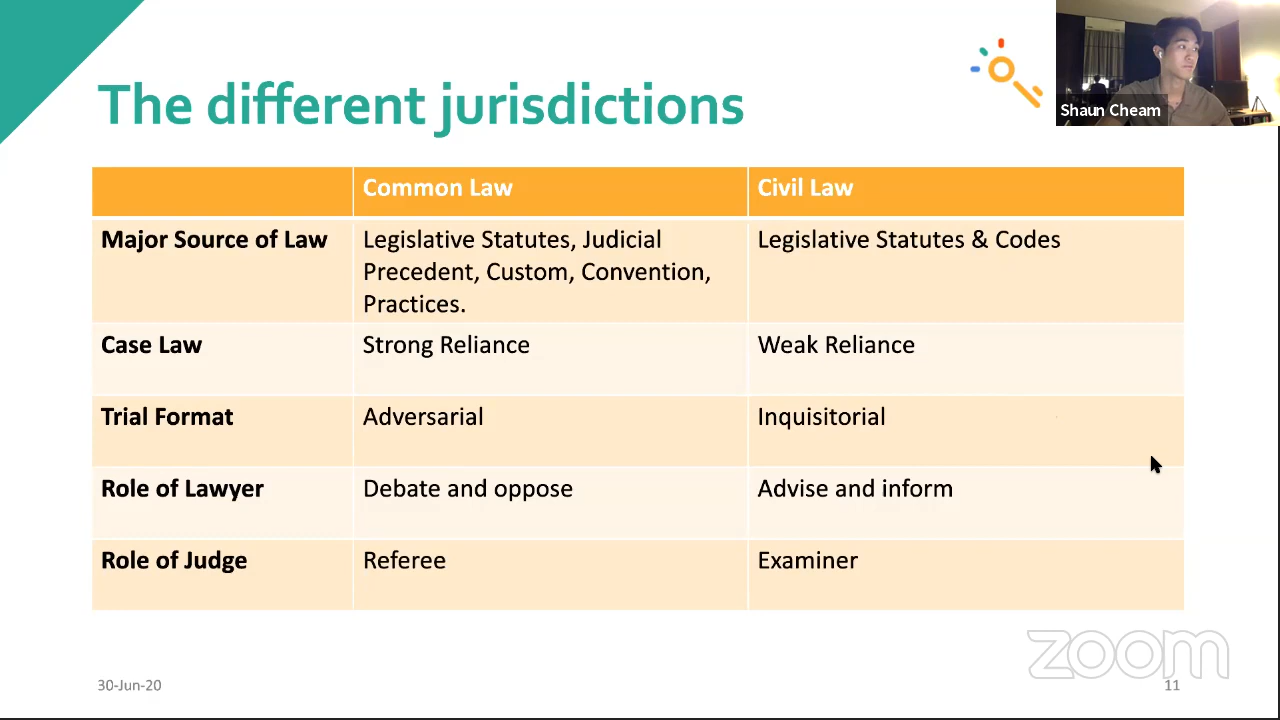 The different jurisdictions
Shaun Cheam
Common Law
Civil Law
Major Source of Law
Legislative Statutes, Judicial
Precedent, Custom, Convention,
Practices.
Legislative Statutes & Codes
Case Law
Strong Reliance
Weak Reliance
Trial Format
Adversarial
Inquisitorial
Role of Lawyer
Debate and oppose
Advise and inform
Role of Judge
Referee
Examiner
zoom
30-Jun-20
11